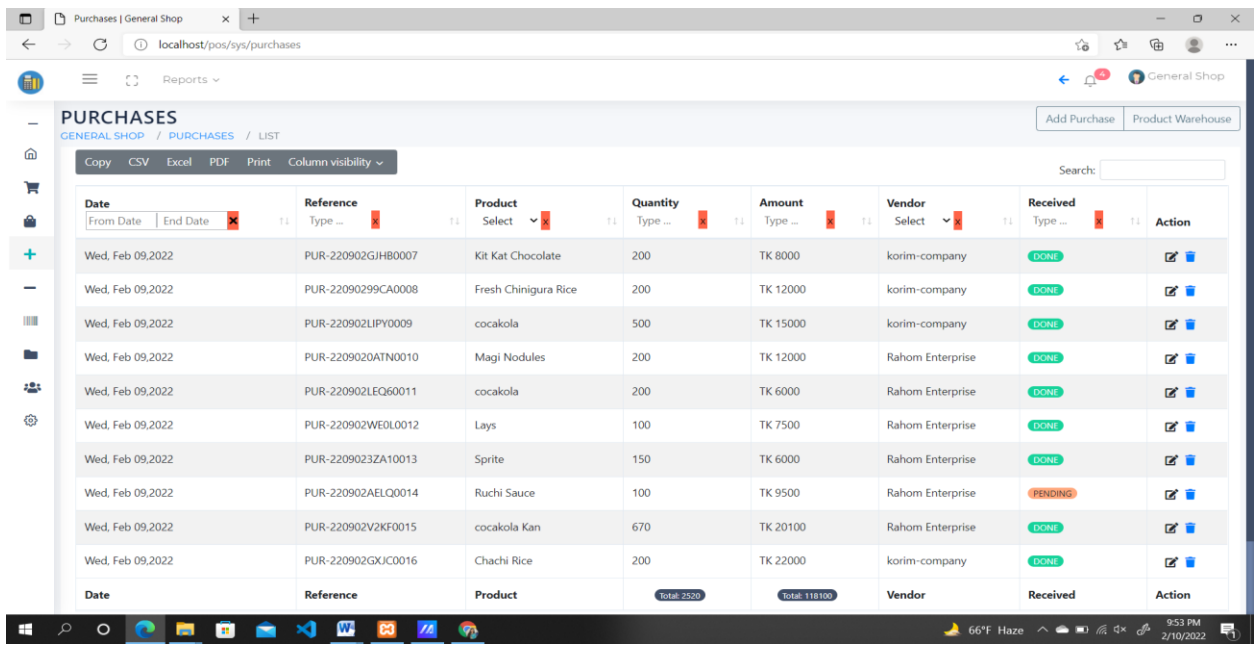 Purchases | General Shop
localhost/pos/sys/purchases
Reports
4
General Shop
PURCHASES
GENERAL SHOP / PURCHASES / LIST
Add Purchase Product Warehouse
Copy CSV Excel PDF Print Column visibility
Search:
Date Reference Product Quantity Amount Vendor Received
From Date End Date Type ... x Select x Type ... x Type ... x Select x Type ... x Action
Wed, Feb 09,2022 PUR-220902GJHB0007 Kit Kat Chocolate 200 TK 8000 korim-company DONE
Wed, Feb 09,2022 PUR-22090299CA0008 Fresh Chinigura Rice 200 TK 12000 korim-company DONE
Wed, Feb 09,2022 PUR-220902LIPY0009 cocakola 500 TK 15000 korim-company DONE
Wed, Feb 09,2022 PUR-2209020ATN0010 Magi Nodules 200 TK 12000 Rahom Enterprise DONE
Wed, Feb 09,2022 PUR-220902LEQ60011 cocakola 200 TK 6000 Rahom Enterprise DONE
Wed, Feb 09,2022 PUR-220902WE0L0012 Lays 100 TK 7500 Rahom Enterprise DONE
Wed, Feb 09,2022 PUR-2209023ZA10013 Sprite 150 TK 6000 Rahom Enterprise DONE
Wed, Feb 09,2022 PUR-220902AELQ0014 Ruchi Sauce 100 TK 9500 Rahom Enterprise PENDING
Wed, Feb 09,2022 PUR-220902V2KF0015 cocakola Kan 670 TK 20100 Rahom Enterprise DONE
Wed, Feb 09,2022 PUR-220902GXJC0016 Chachi Rice 200 TK 22000 korim-company DONE
Date Reference Product Total: 2520 Total: 118100 Vendor Received Action
66°F Haze 9:53 PM
2/10/2022